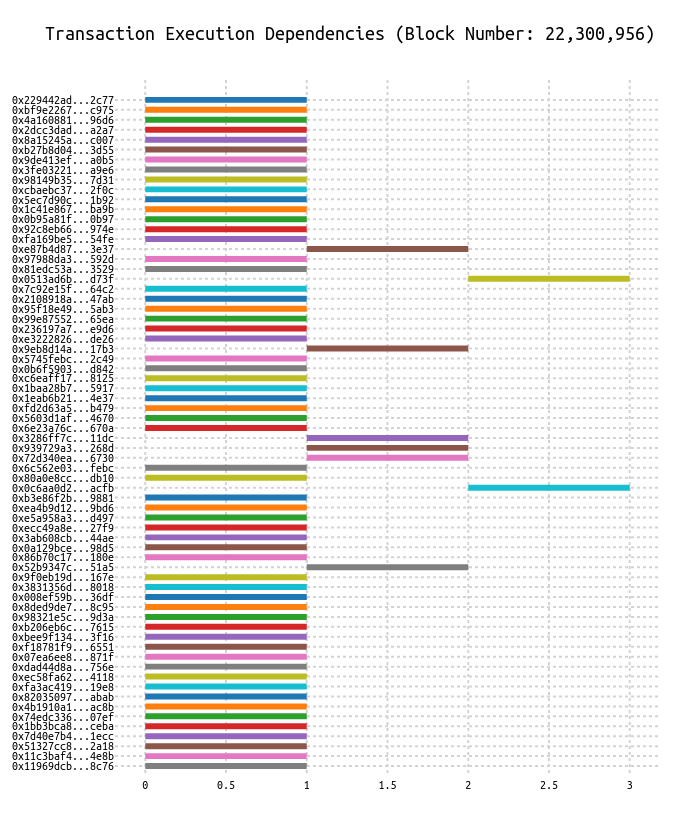 Transaction Execution Dependencies (Block Number: 22,300,956)
0x229442ad...2c77
0xbf9e2267...c975
0x4a160881...96d6
0x2dcc3dad...a2a7
0x8a15245a...c007
0xb27b8d04...3d55
0x9de413ef...a0b5
0x3fe03221...a9e6
0x98149b35...7d31
0xcbaebc37...2f0c
0x5ec7d90c...1b92
0x1c41e867...ba9b
0x0b95a81f...0b97
0x92c8eb66...974e
0xfa169be5...54fe
0xe87b4d87...3e37
0x97988da3...592d
0x81edc53a...3529
0x0513ad6b...d73f
0x7c92e15f...64c2
0x2108918a...47ab
0x95f18e49...5ab3
0x99e87552...65ea
0x236197a7...e9d6
0xe3222826...de26
0x9eb8d14a...17b3
0x5745febc...2c49
0x0b6f5903...d842
0xc6eaff17...8125
0x1baa28b7...5917
0x1eab6b21...4e37
0xfd2d63a5...b479
0x5603d1af...4670
0x6e23a76c...670a
0x3286ff7c...11dc
0x939729a3...268d
0x72d340ea...6730
0x6c562e03...febc
0x80a0e8cc...db10
0x0c6aa0d2...acfb
0xb3e86f2b...9881
0xea4b9d12...9bd6
0xe5a958a3...d497
0xecc49a8e...27f9
0x3ab608cb...44ae
0x0a129bce...98d5
0x86b70c17...180e
0x52b9347c...51a5
0x9f0eb19d...167e
0x3831356d...8018
0x008ef59b...36df
0x8ded9de7...8c95
0x98321e5c...9d3a
0xb206eb6c...7615
0xbee9f134...3f16
0xf18781f9...6551
0x07ea6ee8...871f
0xdad44d8a...756e
0xec58fa62...4118
0xfa3ac419...19e8
0x82035097...abab
0x4b1910a1...ac8b
0x74edc336...07ef
0x1bb3bca8...ceba
0x7d40e7b4...1ecc
0x51327cc8...2a18
0x11c3baf4...4e8b
0x11969dcb...8c76
0 0.5 1 1.5 2 2.5 3